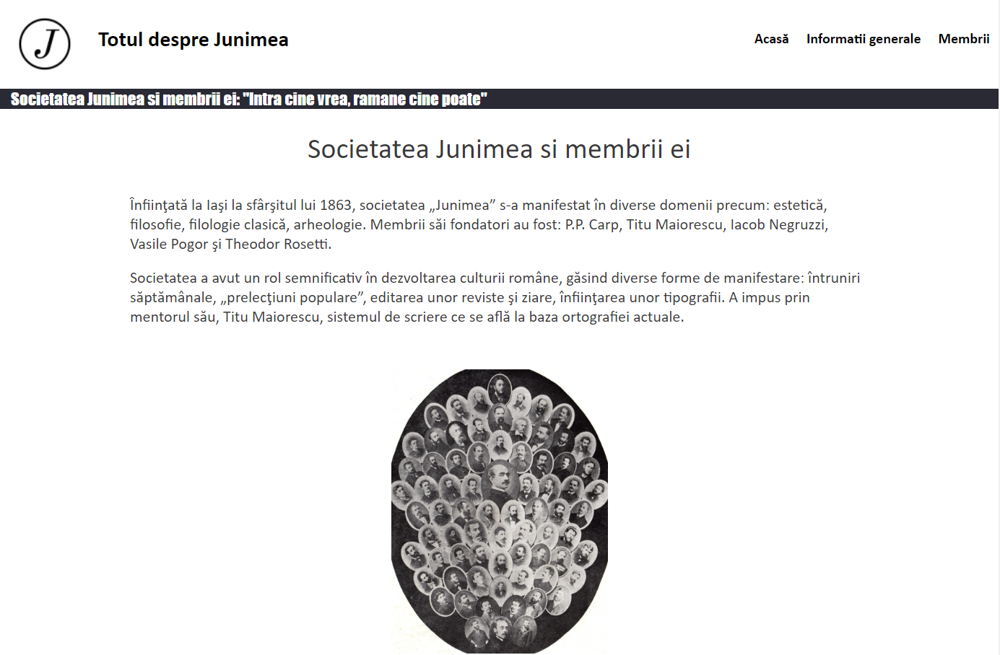 J
Totul despre Junimea
Acasă
Informatii generale
Membrii
Societatea Junimea si membrii ei: "Intra cine vrea, ramane cine poate"
Societatea Junimea si membrii ei
Înfiinţată la Iaşi la sfârşitul lui 1863, societatea „Junimea” s-a manifestat în diverse domenii precum: estetică,
filosofie, filologie clasică, arheologie. Membrii săi fondatori au fost: P.P. Carp, Titu Maiorescu, Iacob Negruzzi,
Vasile Pogor şi Theodor Rosetti.
Societatea a avut un rol semnificativ în dezvoltarea culturii române, găsind diverse forme de manifestare: întruniri
săptămânale, „prelecţiuni populare”, editarea unor reviste şi ziare, înfiinţarea unor tipografii. A impus prin
mentorul său, Titu Maiorescu, sistemul de scriere ce se află la baza ortografiei actuale.